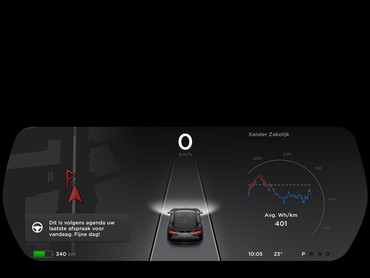 0
km/h
Xander Zakelijk
Dit is volgens agenda uw
laatste afspraak voor
vandaag. Fijne dag!
Avg. Wh/km
401
340 km
10:05 23° P R N D